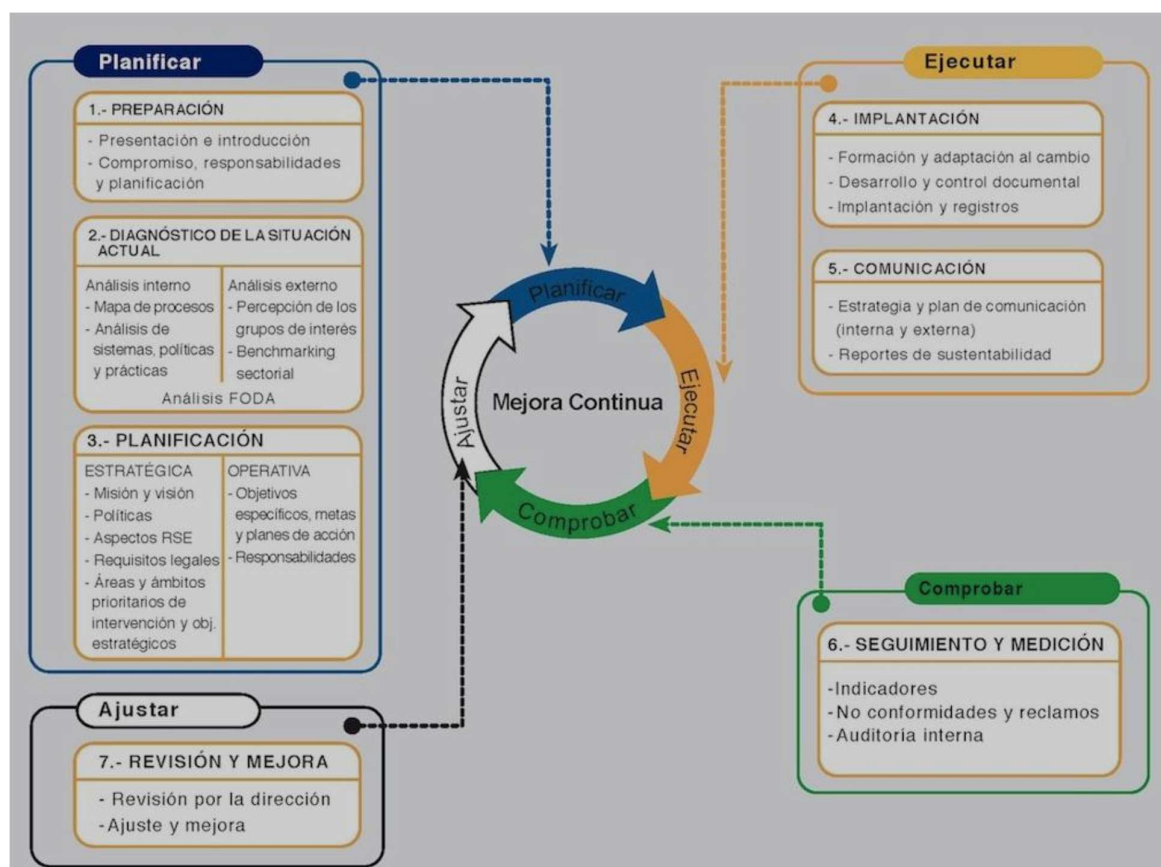 Planificar
1.- PREPARACIÓN
- Presentación e introducción
- Compromiso, responsabilidades
y planificación
2.- DIAGNÓSTICO DE LA SITUACIÓN
ACTUAL
Análisis interno
- Mapa de procesos
- Análisis de
sistemas, políticas
y prácticas
Análisis externo
- Percepción de los
grupos de interés
- Benchmarking
sectorial
Análisis FODA
3.- PLANIFICACIÓN
ESTRATÉGICA
- Misión y visión
- Políticas
- Aspectos RSE
- Requisitos legales
- Áreas y ámbitos
prioritarios de
intervención y obj.
estratégicos
OPERATIVA
- Objetivos
específicos, metas
y planes de acción
- Responsabilidades
Ajustar
7.- REVISIÓN Y MEJORA
- Revisión por la dirección
-Ajuste y mejora
Planificar
Ejecutar
Comprobar
Ajustar
Mejora Continua
Ejecutar
4.- IMPLANTACIÓN
- Formación y adaptación al cambio
- Desarrollo y control documental
- Implantación y registros
5.- COMUNICACIÓN
- Estrategia y plan de comunicación
(interna y externa)
- Reportes de sustentabilidad
Comprobar
6.- SEGUIMIENTO Y MEDICIÓN
-Indicadores
-No conformidades y reclamos
-Auditoria interna